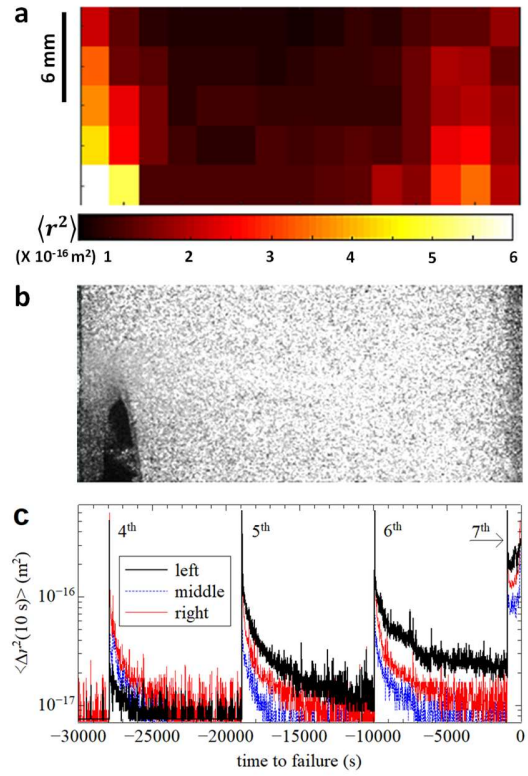 a
6 mm
⟨r²⟩
(X 10⁻¹⁶ m²) 1 2 3 4 5 6
b
c
4th 5th 6th 7th
left
middle
right
⟨Δr²(10 s)⟩ (m²)
10⁻¹⁶
10⁻¹⁷
−30000 −25000 −20000 −15000 −10000 −5000 0
time to failure (s)